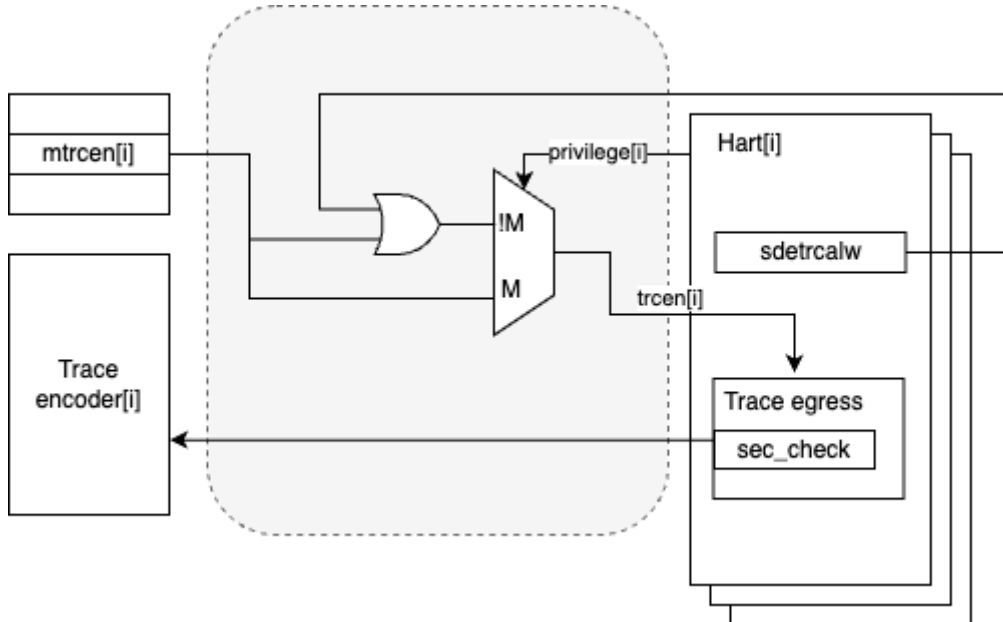 mtrcen[i]
privilege[i]
Hart[i]
!M
sdetrcalw
M
trcen[i]
Trace
encoder[i]
Trace egress
sec_check